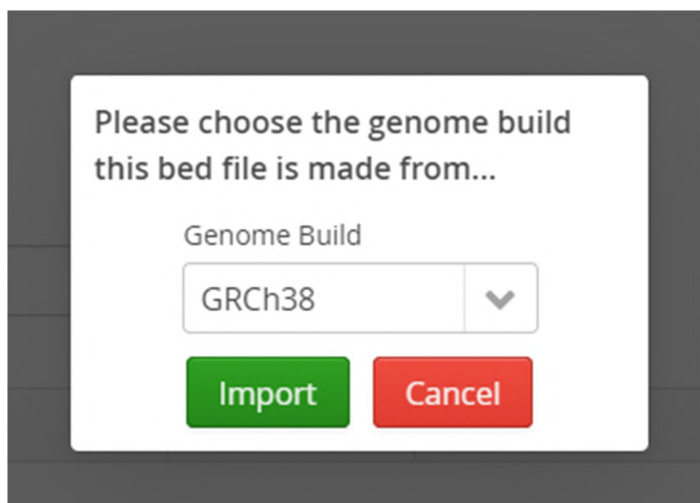 Please choose the genome build
this bed file is made from...
Genome Build
GRCh38
Import Cancel